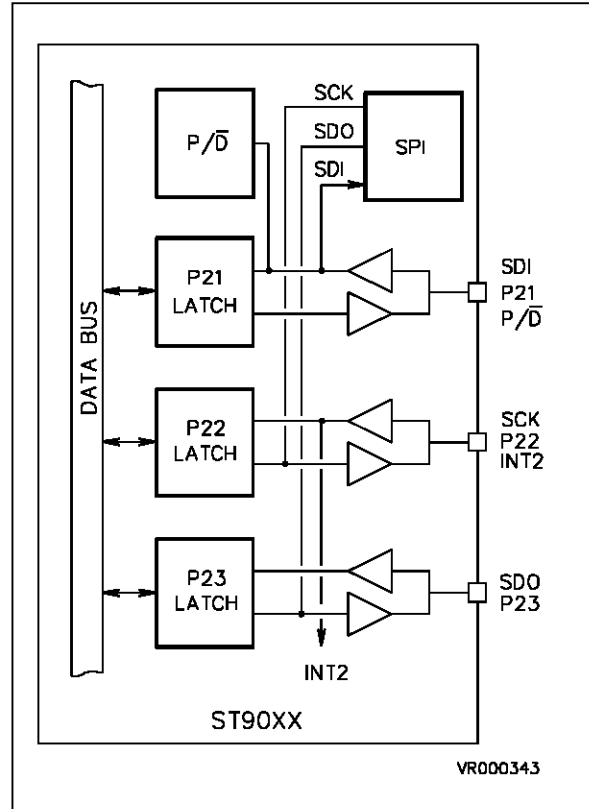 SCK
P/D̅
SDO
SPI
SDI
P21
LATCH
SDI
P21
P/D̅
DATA BUS
P22
LATCH
SCK
P22
INT2
P23
LATCH
SDO
P23
INT2
ST90XX
VR000343